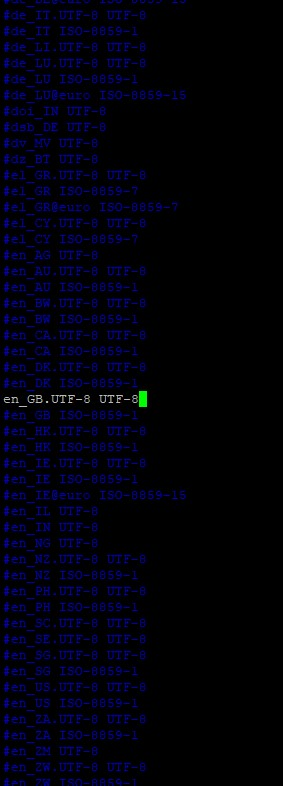 #de_IT.UTF-8 UTF-8
#de_IT ISO-8859-1
#de_LI.UTF-8 UTF-8
#de_LU.UTF-8 UTF-8
#de_LU ISO-8859-1
#de_LU@euro ISO-8859-15
#doi_IN UTF-8
#dsb_DE UTF-8
#dv_MV UTF-8
#dz_BT UTF-8
#el_GR.UTF-8 UTF-8
#el_GR ISO-8859-7
#el_GR@euro ISO-8859-7
#el_CY.UTF-8 UTF-8
#el_CY ISO-8859-7
#en_AG UTF-8
#en_AU.UTF-8 UTF-8
#en_AU ISO-8859-1
#en_BW.UTF-8 UTF-8
#en_BW ISO-8859-1
#en_CA.UTF-8 UTF-8
#en_CA ISO-8859-1
#en_DK.UTF-8 UTF-8
#en_DK ISO-8859-1
en_GB.UTF-8 UTF-8
#en_GB ISO-8859-1
#en_HK.UTF-8 UTF-8
#en_HK ISO-8859-1
#en_IE.UTF-8 UTF-8
#en_IE ISO-8859-1
#en_IE@euro ISO-8859-15
#en_IL UTF-8
#en_IN UTF-8
#en_NG UTF-8
#en_NZ.UTF-8 UTF-8
#en_NZ ISO-8859-1
#en_PH.UTF-8 UTF-8
#en_PH ISO-8859-1
#en_SC.UTF-8 UTF-8
#en_SE.UTF-8 UTF-8
#en_SG.UTF-8 UTF-8
#en_SG ISO-8859-1
#en_US.UTF-8 UTF-8
#en_US ISO-8859-1
#en_ZA.UTF-8 UTF-8
#en_ZA ISO-8859-1
#en_ZM UTF-8
#en_ZW.UTF-8 UTF-8
#en_ZW ISO-8859-1